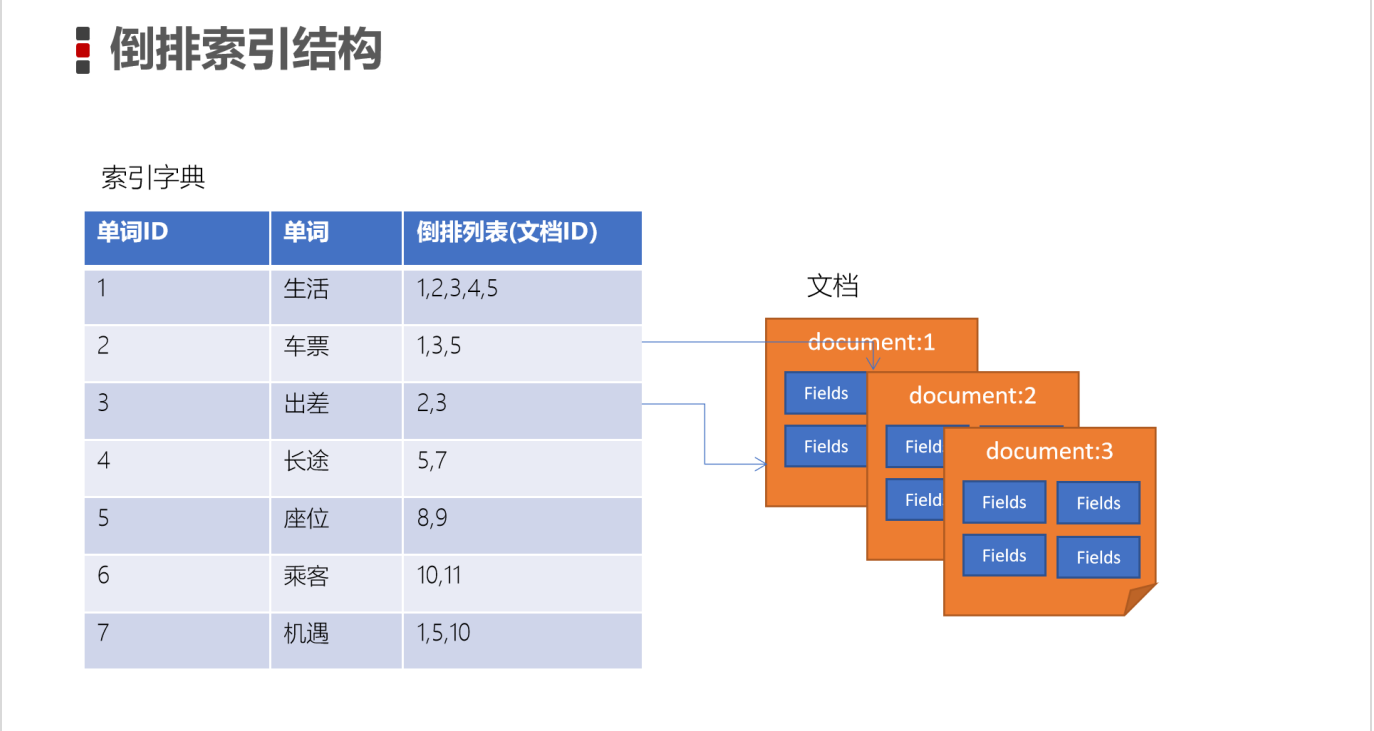 倒排索引结构
索引字典
单词ID 单词 倒排列表(文档ID)
1 生活 1,2,3,4,5
2 车票 1,3,5
3 出差 2,3
4 长途 5,7
5 座位 8,9
6 乘客 10,11
7 机遇 1,5,10
文档
document:1
Fields
Fields
document:2
Field
Field
document:3
Fields Fields
Fields Fields